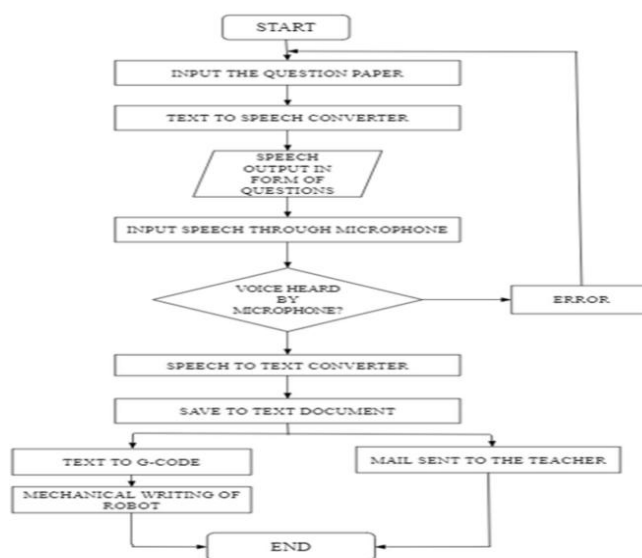 START
INPUT THE QUESTION PAPER
TEXT TO SPEECH CONVERTER
SPEECH
OUTPUT IN
FORM OF
QUESTIONS
INPUT SPEECH THROUGH MICROPHONE
VOICE HEARD
BY
MICROPHONE?
ERROR
SPEECH TO TEXT CONVERTER
SAVE TO TEXT DOCUMENT
TEXT TO G-CODE
MAIL SENT TO THE TEACHER
MECHANICAL WRITING OF
ROBOT
END